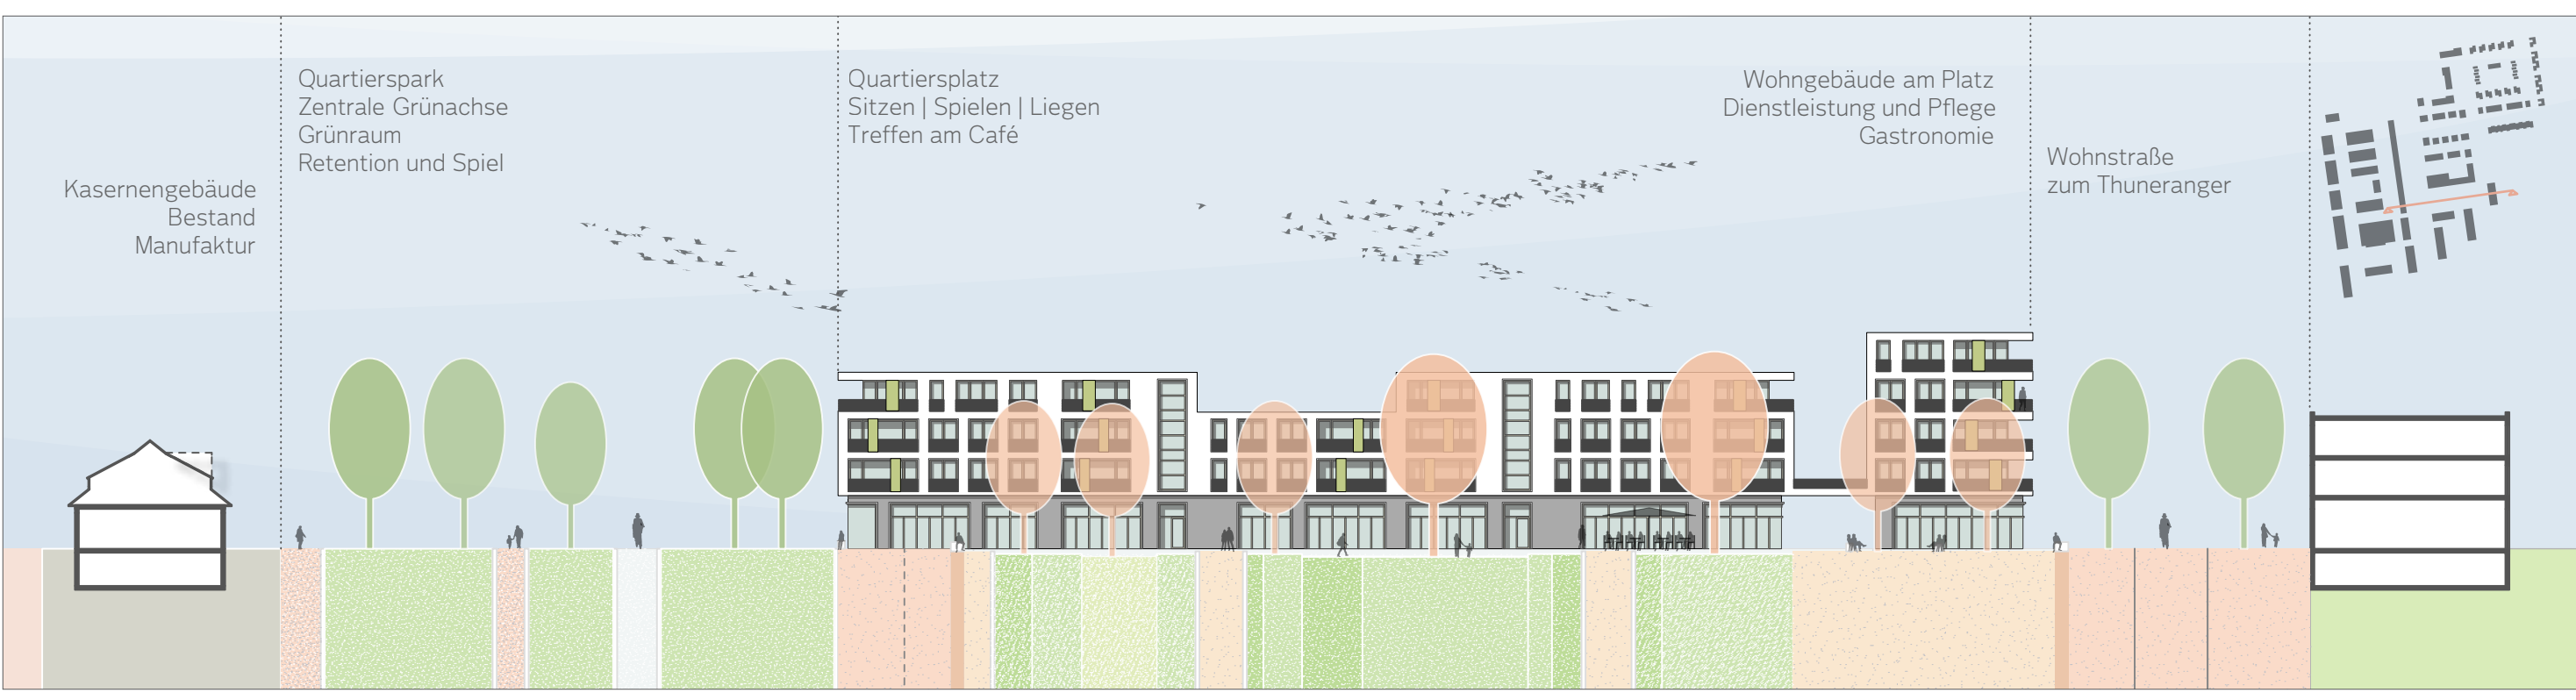 Kasernengebäude
Bestand
Manufaktur
Quartierspark
Zentrale Grünachse
Grünraum
Retention und Spiel
Quartiersplatz
Sitzen | Spielen | Liegen
Treffen am Café
Wohngebäude am Platz
Dienstleistung und Pflege
Gastronomie
Wohnstraße
zum Thuneranger